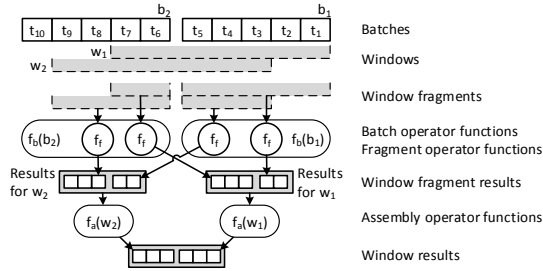 b2 b1
t10 t9 t8 t7 t6 t5 t4 t3 t2 t1 Batches
w1 Windows
w2
Window fragments
fb(b2) ff ff ff ff fb(b1) Batch operator functions
Fragment operator functions
Results for w2 Results for w1 Window fragment results
fa(w2) fa(w1) Assembly operator functions
Window results